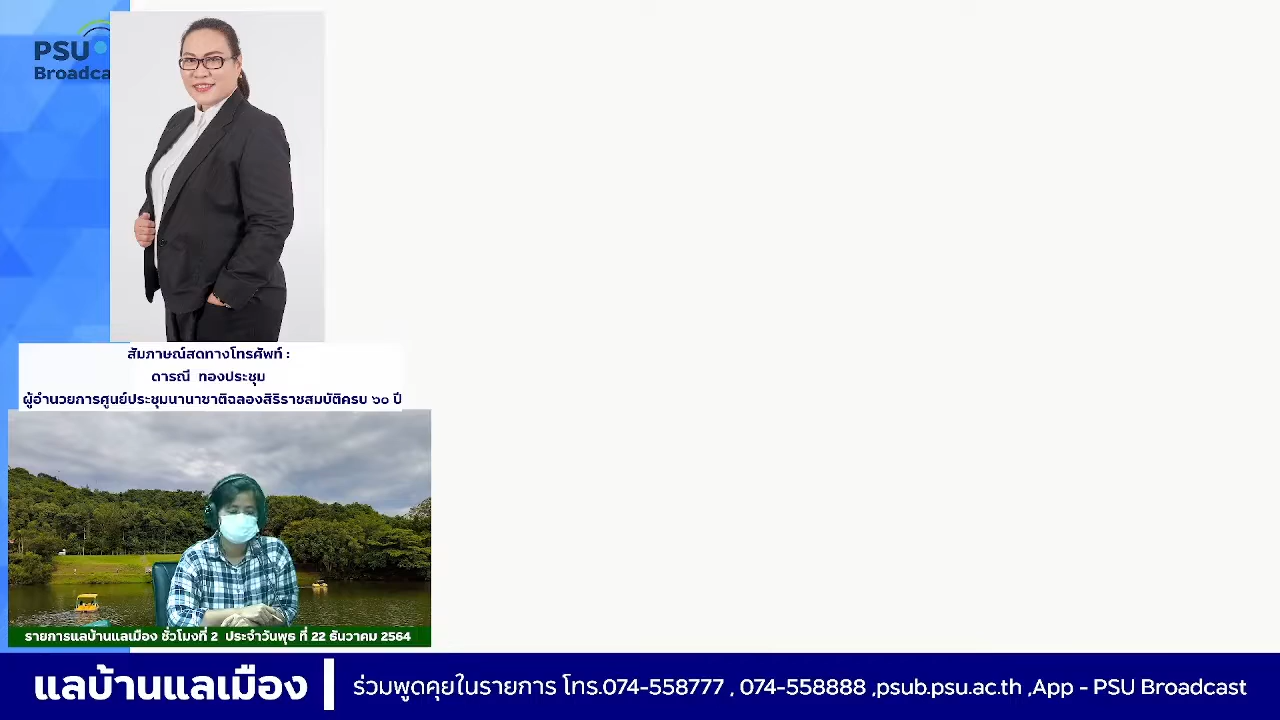 PSU
Broadca
สัมภาษณ์สดทางโทรศัพท์ :
ดารณี ทองประชุม
ผู้อำนวยการศูนย์ประชุมนานาชาติฉลองสิริราชสมบัติครบ ๖๐ ปี
รายการแลบ้านแลเมือง ชั่วโมงที่ 2 ประจำวันพุธ ที่ 22 ธันวาคม 2564
แลบ้านแลเมือง
ร่วมพูดคุยในรายการ โทร.074-558777 , 074-558888 ,psub.psu.ac.th ,App - PSU Broadcast